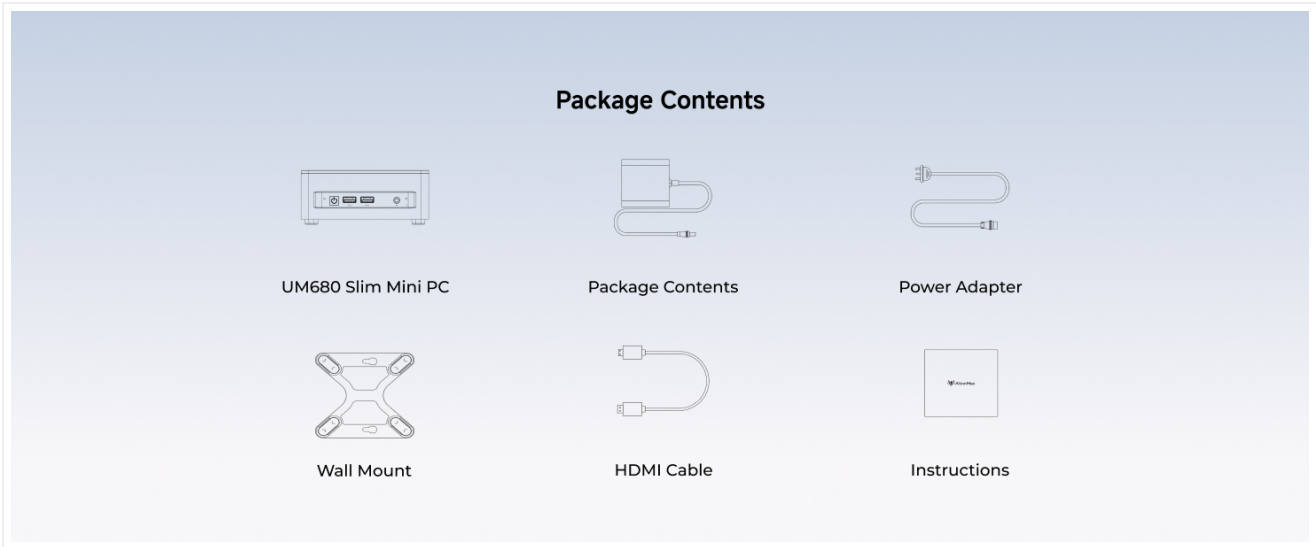 Package Contents
UM680 Slim Mini PC
Package Contents
Power Adapter
Wall Mount
HDMI Cable
Instructions